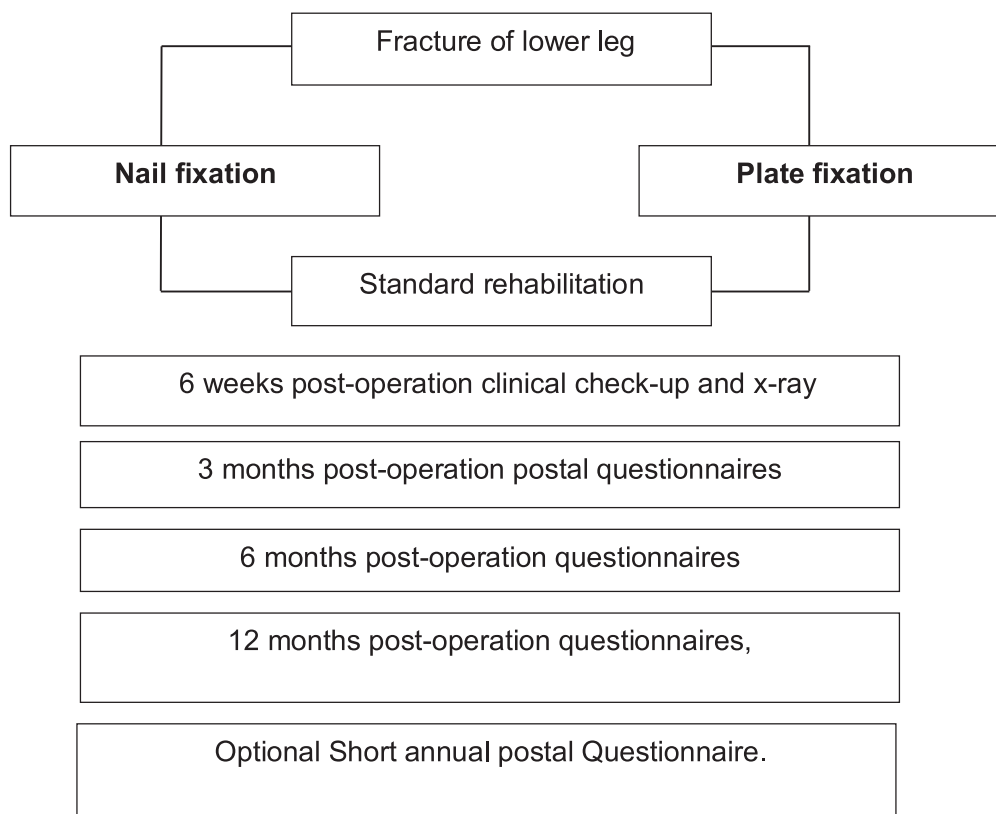 Fracture of lower leg
Nail fixation
Plate fixation
Standard rehabilitation
6 weeks post-operation clinical check-up and x-ray
3 months post-operation postal questionnaires
6 months post-operation questionnaires
12 months post-operation questionnaires,
Optional Short annual postal Questionnaire.